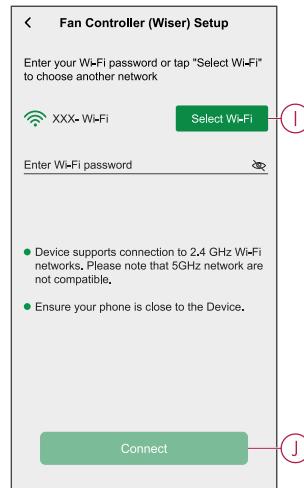 Fan Controller (Wiser) Setup
Enter your Wi-Fi password or tap "Select Wi-Fi"
to choose another network
XXX- Wi-Fi
Select Wi-Fi
I
Enter Wi-Fi password
Device supports connection to 2.4 GHz Wi-Fi
networks. Please note that 5GHz network are
not compatible.
Ensure your phone is close to the Device.
Connect
J